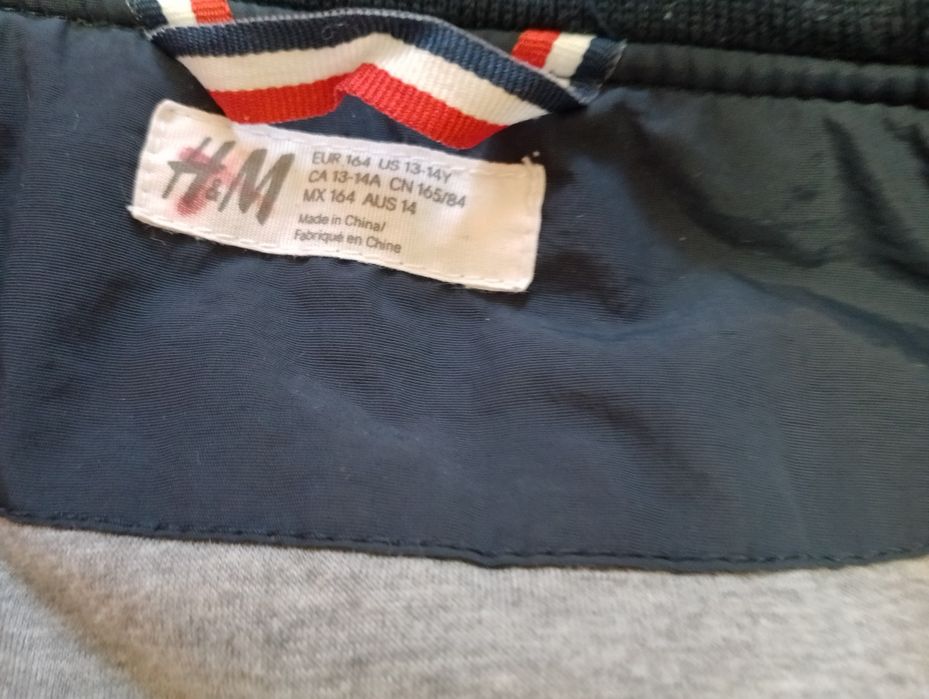 H&M
EUR 164 US 13-14Y
CA 13-14A CN 165/84
MX 164 AUS 14
Made in China/
Fabriqué en Chine